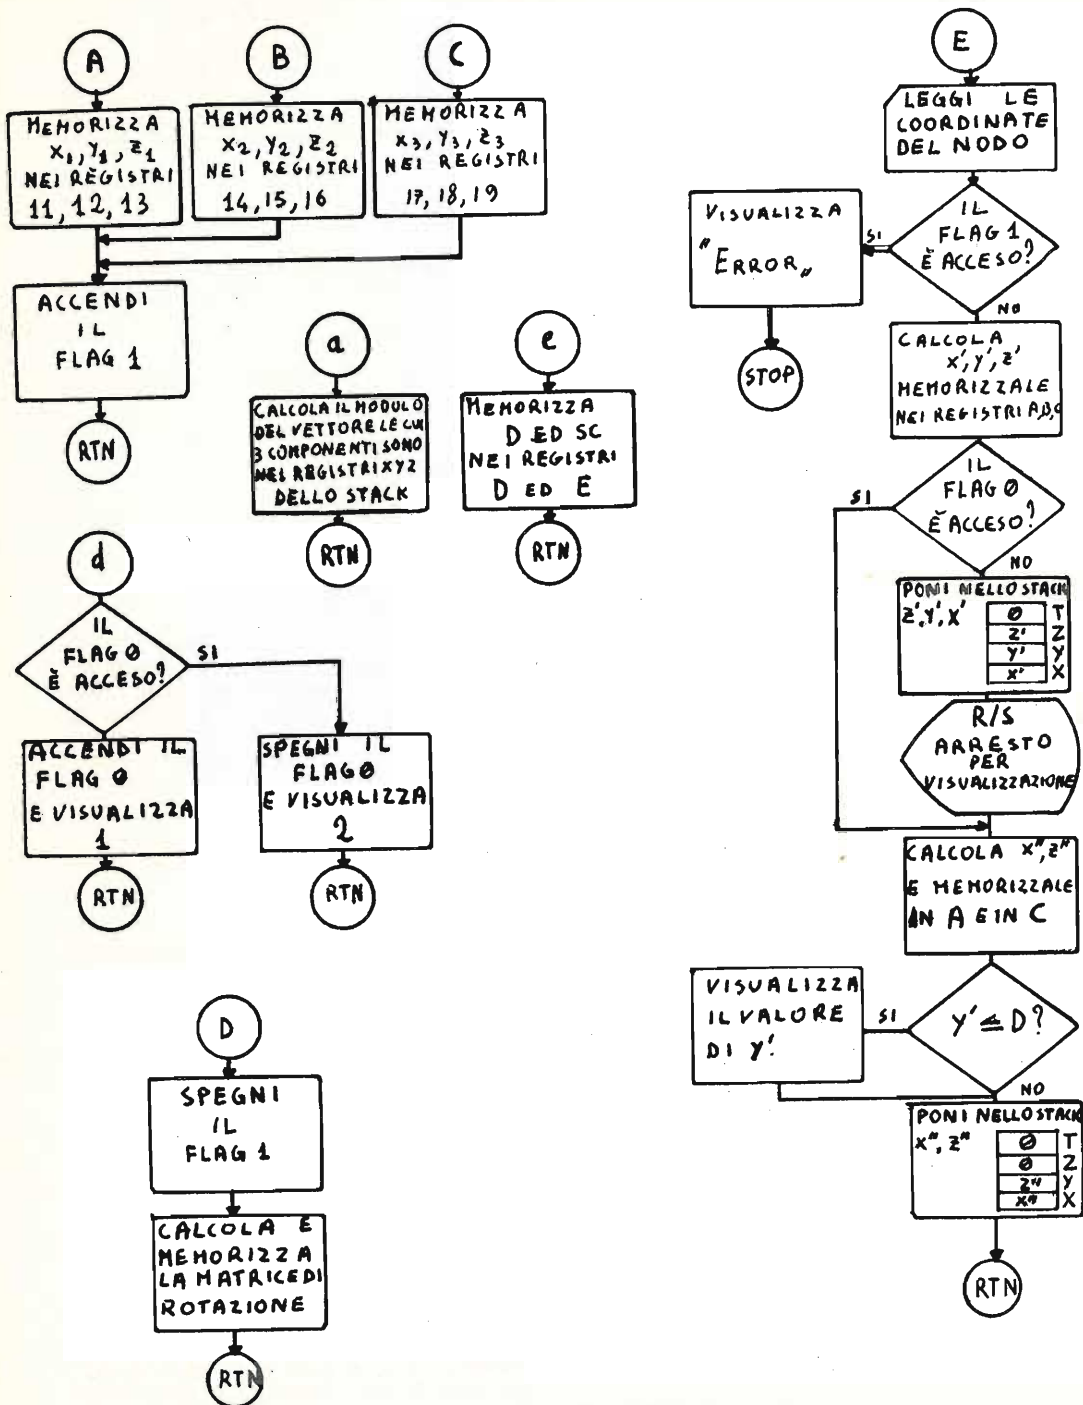 A
MEMORIZZA
X₁, Y₁, Z₁
NEI REGISTRI
11, 12, 13
B
MEMORIZZA
X₂, Y₂, Z₂
NEI REGISTRI
14, 15, 16
C
MEMORIZZA
X₃, Y₃, Z₃
NEI REGISTRI
17, 18, 19
ACCENDI
IL
FLAG 1
RTN
a
CALCOLA IL MODULO
DEL VETTORE LE CUI
3 COMPONENTI SONO
NEI REGISTRI XYZ
DELLO STACK
RTN
e
MEMORIZZA
D ED SC
NEI REGISTRI
D ED E
RTN
d
IL
FLAG 0
È ACCESO?
SI
ACCENDI IL
FLAG 0
E VISUALIZZA
1
RTN
SPEGNI IL
FLAG 0
E VISUALIZZA
2
RTN
D
SPEGNI
IL
FLAG 1
CALCOLA E
MEMORIZZA
LA MATRICE DI
ROTAZIONE
RTN
E
LEGGI LE
COORDINATE
DEL NODO
IL
FLAG 1
È ACCESO?
SI
VISUALIZZA
"ERROR"
STOP
NO
CALCOLA
X', Y', Z'
MEMORIZZALE
NEI REGISTRI A,B,C
IL
FLAG 0
È ACCESO?
SI
NO
PONI NELLO STACK
Z', Y', X'
0 T
Z' Z
Y' Y
X' X
R/S
ARRESTO
PER
VISUALIZZAZIONE
CALCOLA X", Z"
E MEMORIZZALE
IN A E IN C
Y' ≤ D?
SI
VISUALIZZA
IL VALORE
DI Y'.
NO
PONI NELLO STACK
X", Z"
0 T
0 Z
Z" Y
X" X
RTN